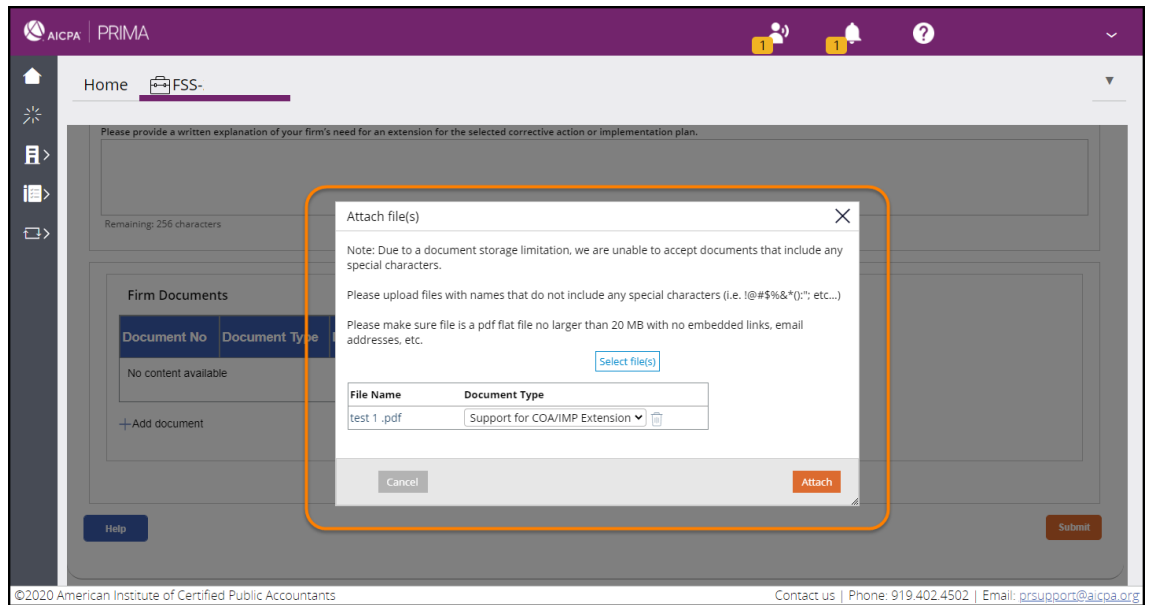 AICPA PRIMA
1
1
?
Home FSS-
Please provide a written explanation of your firm's need for an extension for the selected corrective action or implementation plan.
Remaining: 256 characters
Attach file(s)
Note: Due to a document storage limitation, we are unable to accept documents that include any
special characters.
Please upload files with names that do not include any special characters (i.e. !@#$%&*():"; etc...)
Please make sure file is a pdf flat file no larger than 20 MB with no embedded links, email
addresses, etc.
Select file(s)
File Name Document Type
test 1 .pdf Support for COA/IMP Extension
Cancel Attach
Firm Documents
Document No Document Type
No content available
Add document
Help Submit
©2020 American Institute of Certified Public Accountants Contact us | Phone: 919.402.4502 | Email: prsupport@aicpa.org